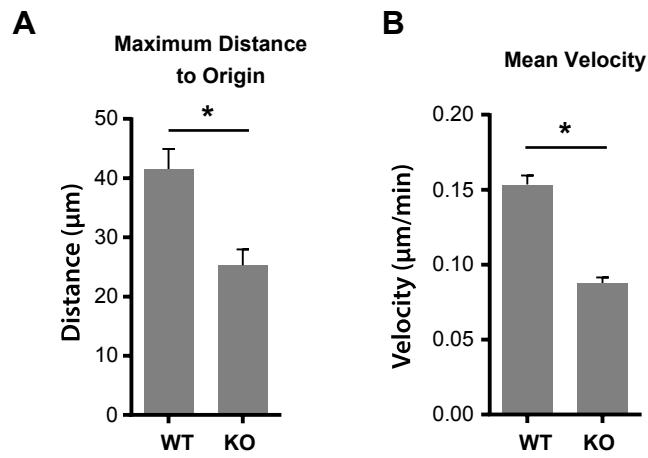 A
Maximum Distance
to Origin
*
Distance (µm)
50
40
30
20
10
0
WT KO
B
Mean Velocity
*
Velocity (µm/min)
0.20
0.15
0.10
0.05
0.00
WT KO